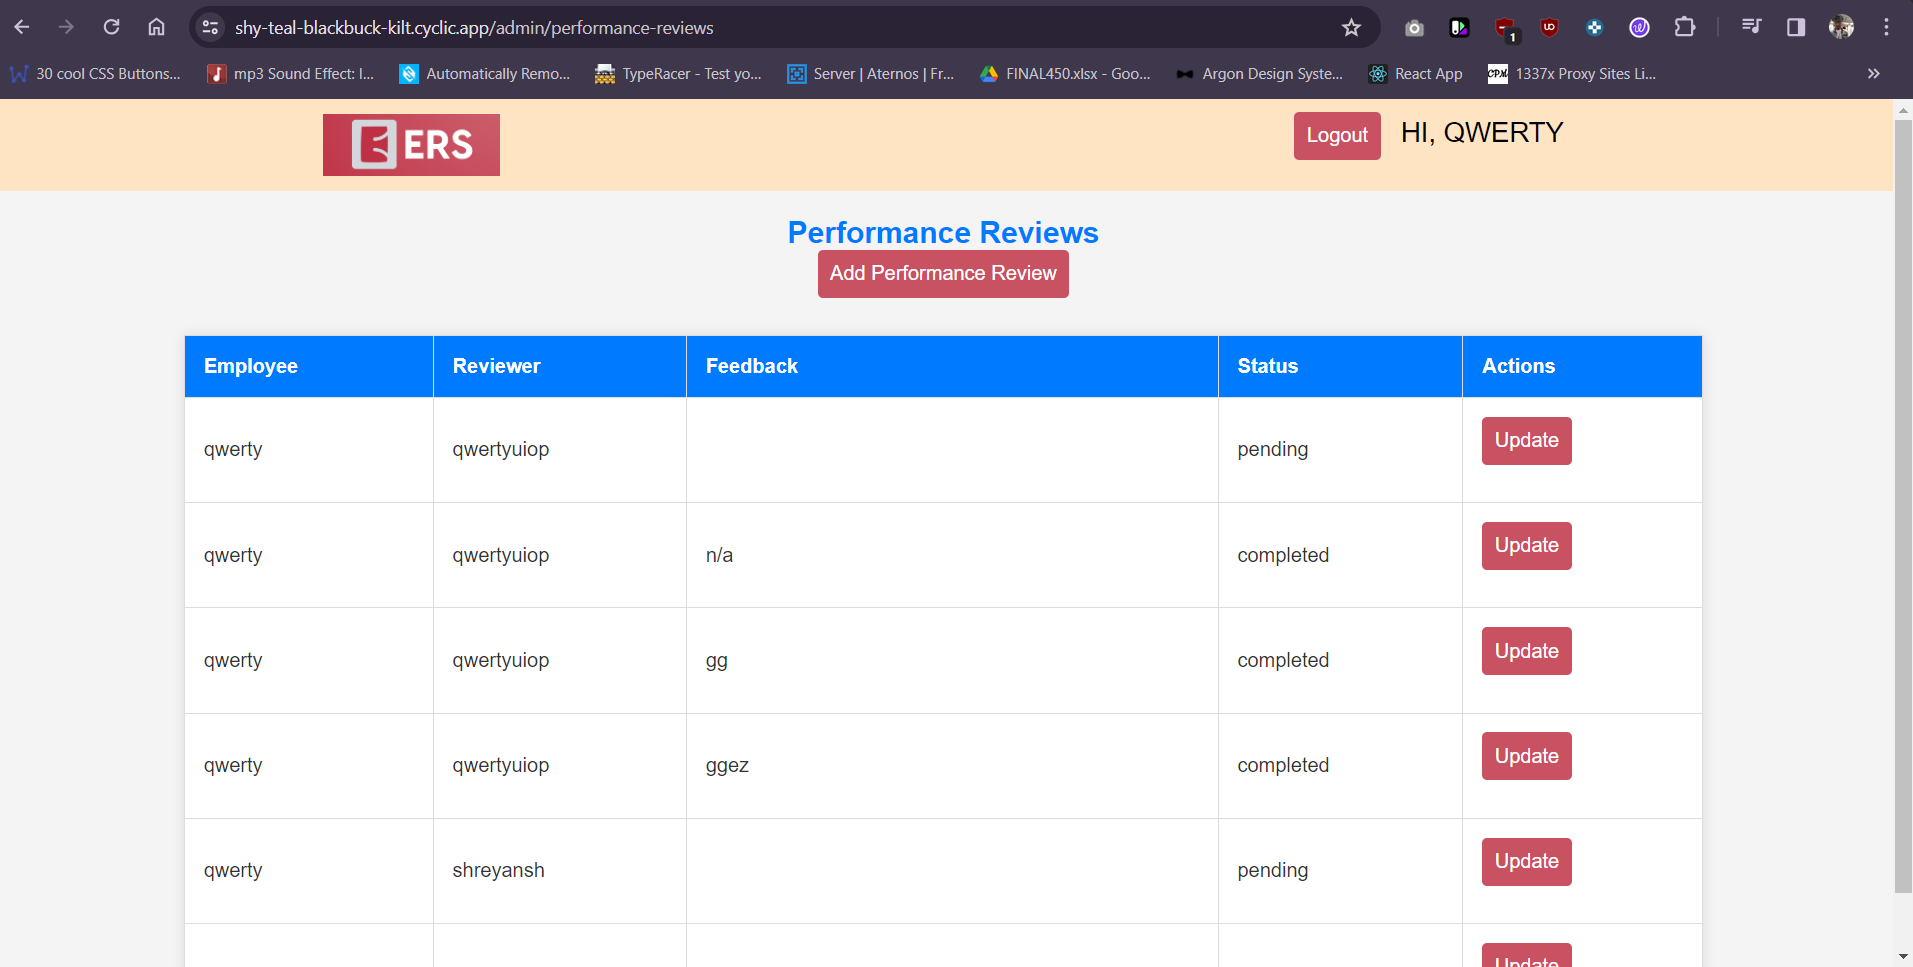 shy-teal-blackbuck-kilt.cyclic.app/admin/performance-reviews
1
30 cool CSS Buttons... mp3 Sound Effect: I... Automatically Remo... TypeRacer - Test yo... Server | Aternos | Fr... FINAL450.xlsx - Goo... Argon Design Syste... React App CPM 1337x Proxy Sites Li...
ERS Logout HI, QWERTY
Performance Reviews
Add Performance Review
Employee Reviewer Feedback Status Actions
qwerty qwertyuiop pending Update
qwerty qwertyuiop n/a completed Update
qwerty qwertyuiop gg completed Update
qwerty qwertyuiop ggez completed Update
qwerty shreyansh pending Update
Update